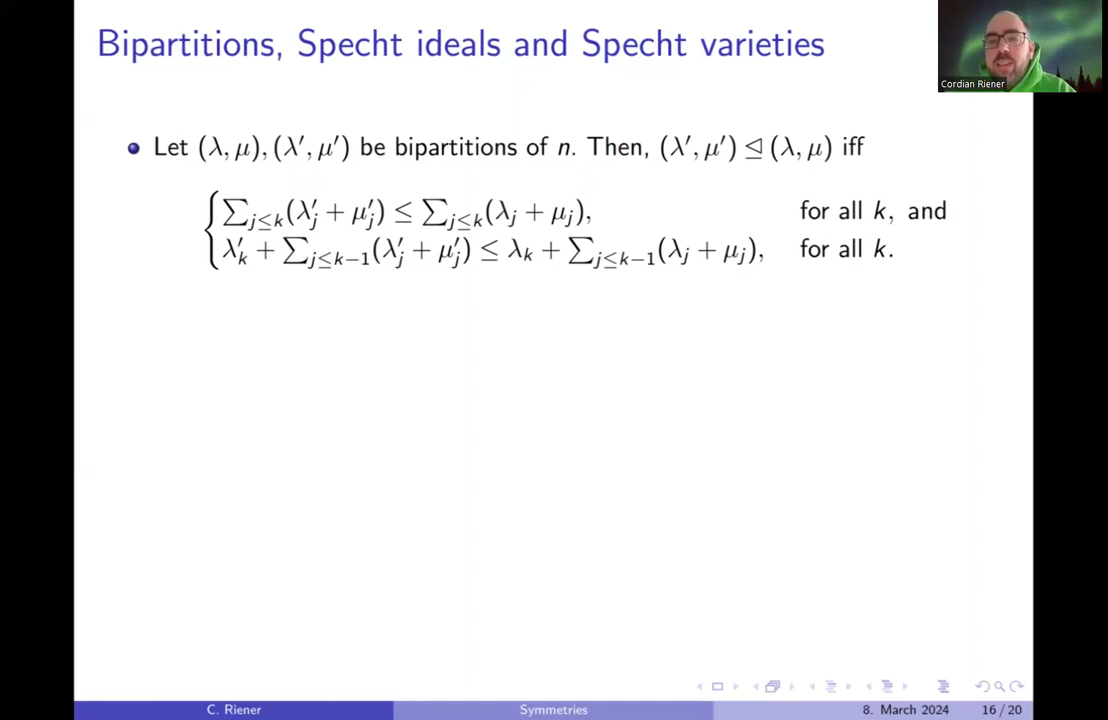 Bipartitions, Specht ideals and Specht varieties
Cordian Riener
Let (λ, μ), (λ′, μ′) be bipartitions of n. Then, (λ′, μ′) ⊴ (λ, μ) iff
∑_{j≤k}(λ′_j + μ′_j) ≤ ∑_{j≤k}(λ_j + μ_j), for all k, and
λ′_k + ∑_{j≤k−1}(λ′_j + μ′_j) ≤ λ_k + ∑_{j≤k−1}(λ_j + μ_j), for all k.
C. Riener Symmetries 8. March 2024 16 / 20